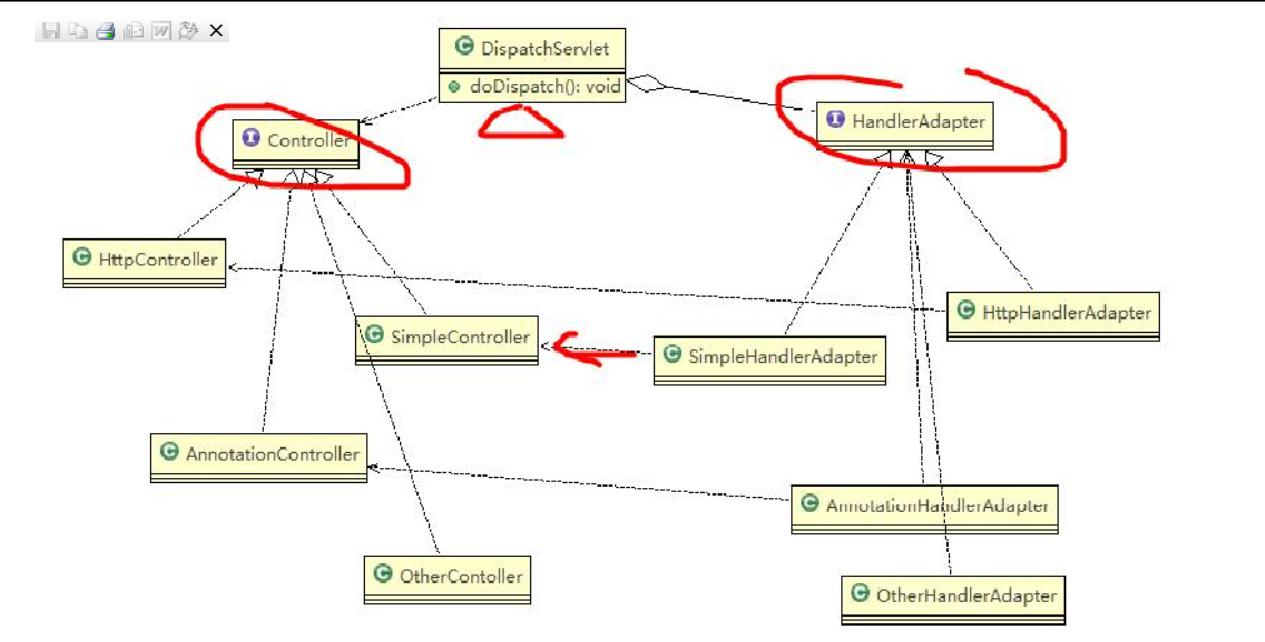 DispatchServlet
doDispatch(): void
Controller
HandlerAdapter
HttpController
HttpHandlerAdapter
SimpleController
SimpleHandlerAdapter
AnnotationController
AnnotationHandlerAdapter
OtherContoller
OtherHandlerAdapter